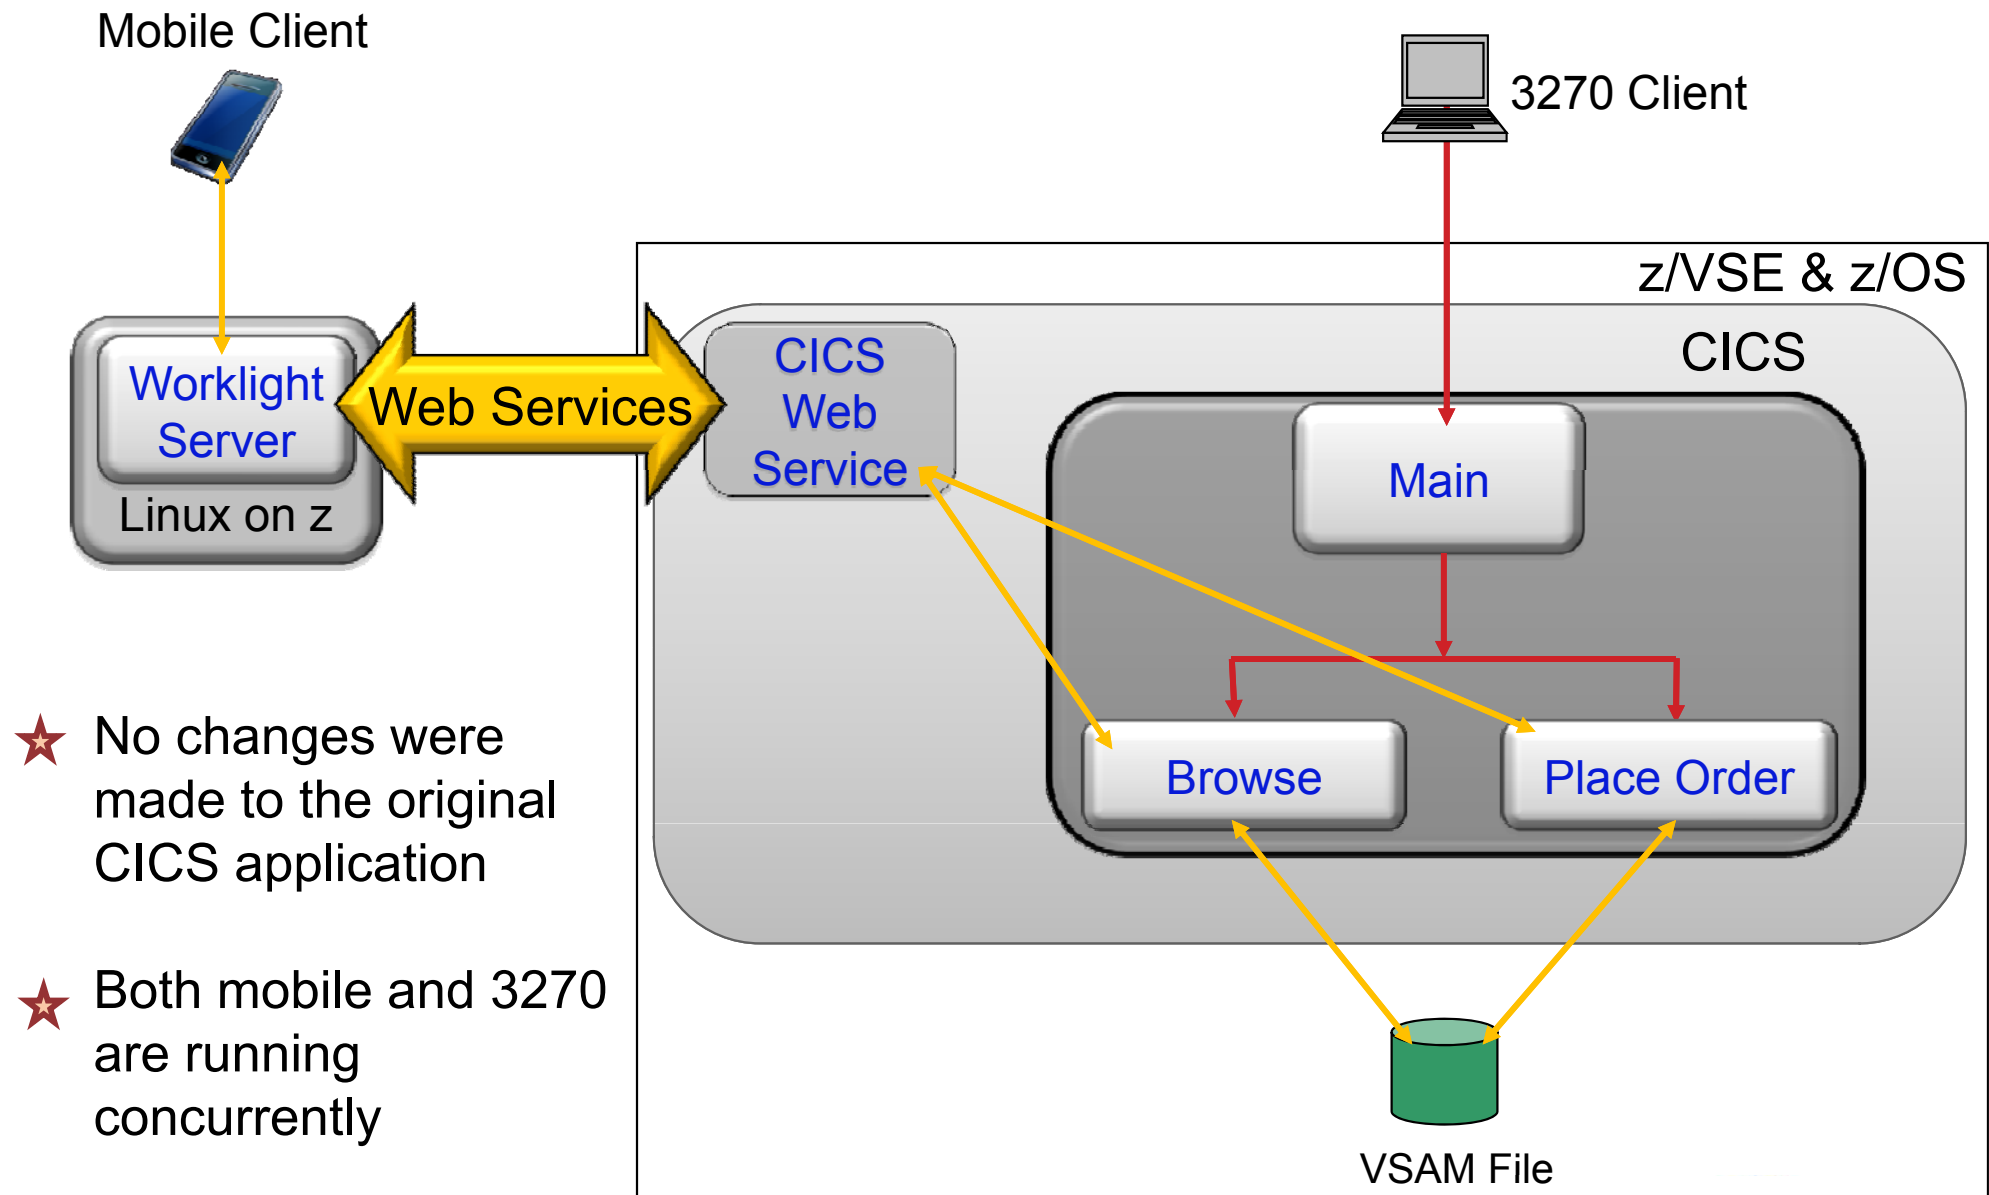 Mobile Client
3270 Client
z/VSE & z/OS
CICS
CICS
Web
Service
Web Services
Worklight
Server
Linux on z
Main
Browse
Place Order
No changes were
made to the original
CICS application
Both mobile and 3270
are running
concurrently
VSAM File